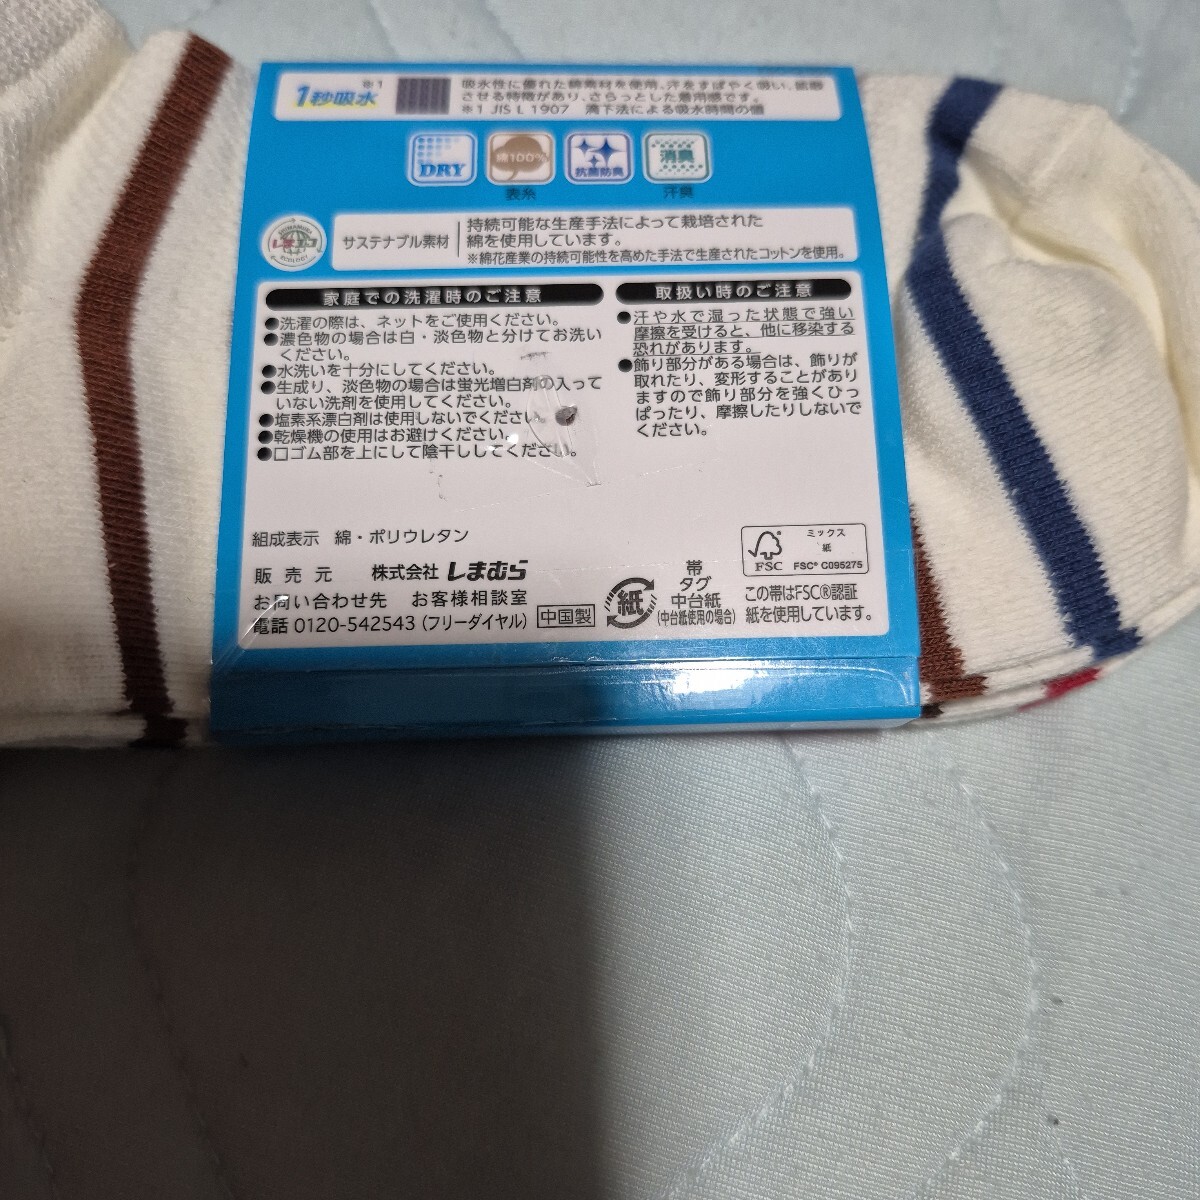 ※1
1秒吸水
吸水性に優れた綿素材を使用。汗をすばやく吸い、拡散
させる特徴があり、さらっとした着用感です。
※1 JIS L 1907　滴下法による吸水時間の値
DRY
綿100%
表糸
抗菌防臭
消臭
汗臭
サステナブル素材
持続可能な生産手法によって栽培された
綿を使用しています。
※綿花産業の持続可能性を高めた手法で生産されたコットンを使用。
家庭での洗濯時のご注意
●洗濯の際は、ネットをご使用ください。
●濃色物の場合は白・淡色物と分けてお洗い
ください。
●水洗いを十分にしてください。
●生成り、淡色物の場合は蛍光増白剤の入って
いない洗剤を使用してください。
●塩素系漂白剤は使用しないでください。
●乾燥機の使用はお避けください。
●口ゴム部を上にして陰干ししてください。
取扱い時のご注意
●汗や水で湿った状態で強い
摩擦を受けると、他に移染する
恐れがあります。
●飾り部分がある場合は、飾りが
取れたり、変形することがあり
ますので飾り部分を強くひっ
ぱったり、摩擦したりしないで
ください。
組成表示　綿・ポリウレタン
販売元　株式会社 しまむら
お問い合わせ先　お客様相談室
電話 0120-542543 (フリーダイヤル)
中国製
紙
帯
タグ
中台紙
(中台紙使用の場合)
FSC
ミックス
紙
FSC® C095275
この帯はFSC®認証
紙を使用しています。